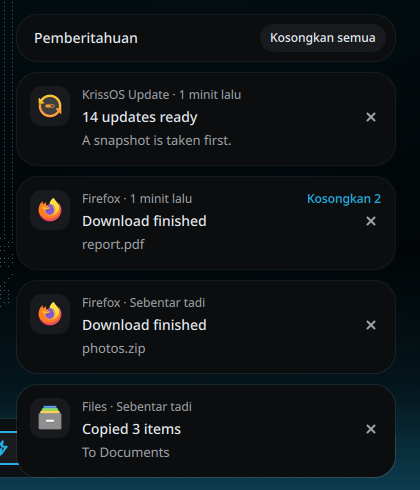 Pemberitahuan
Kosongkan semua
KrissOS Update · 1 minit lalu
14 updates ready
A snapshot is taken first.
Firefox · 1 minit lalu
Kosongkan 2
Download finished
report.pdf
Firefox · Sebentar tadi
Download finished
photos.zip
Files · Sebentar tadi
Copied 3 items
To Documents